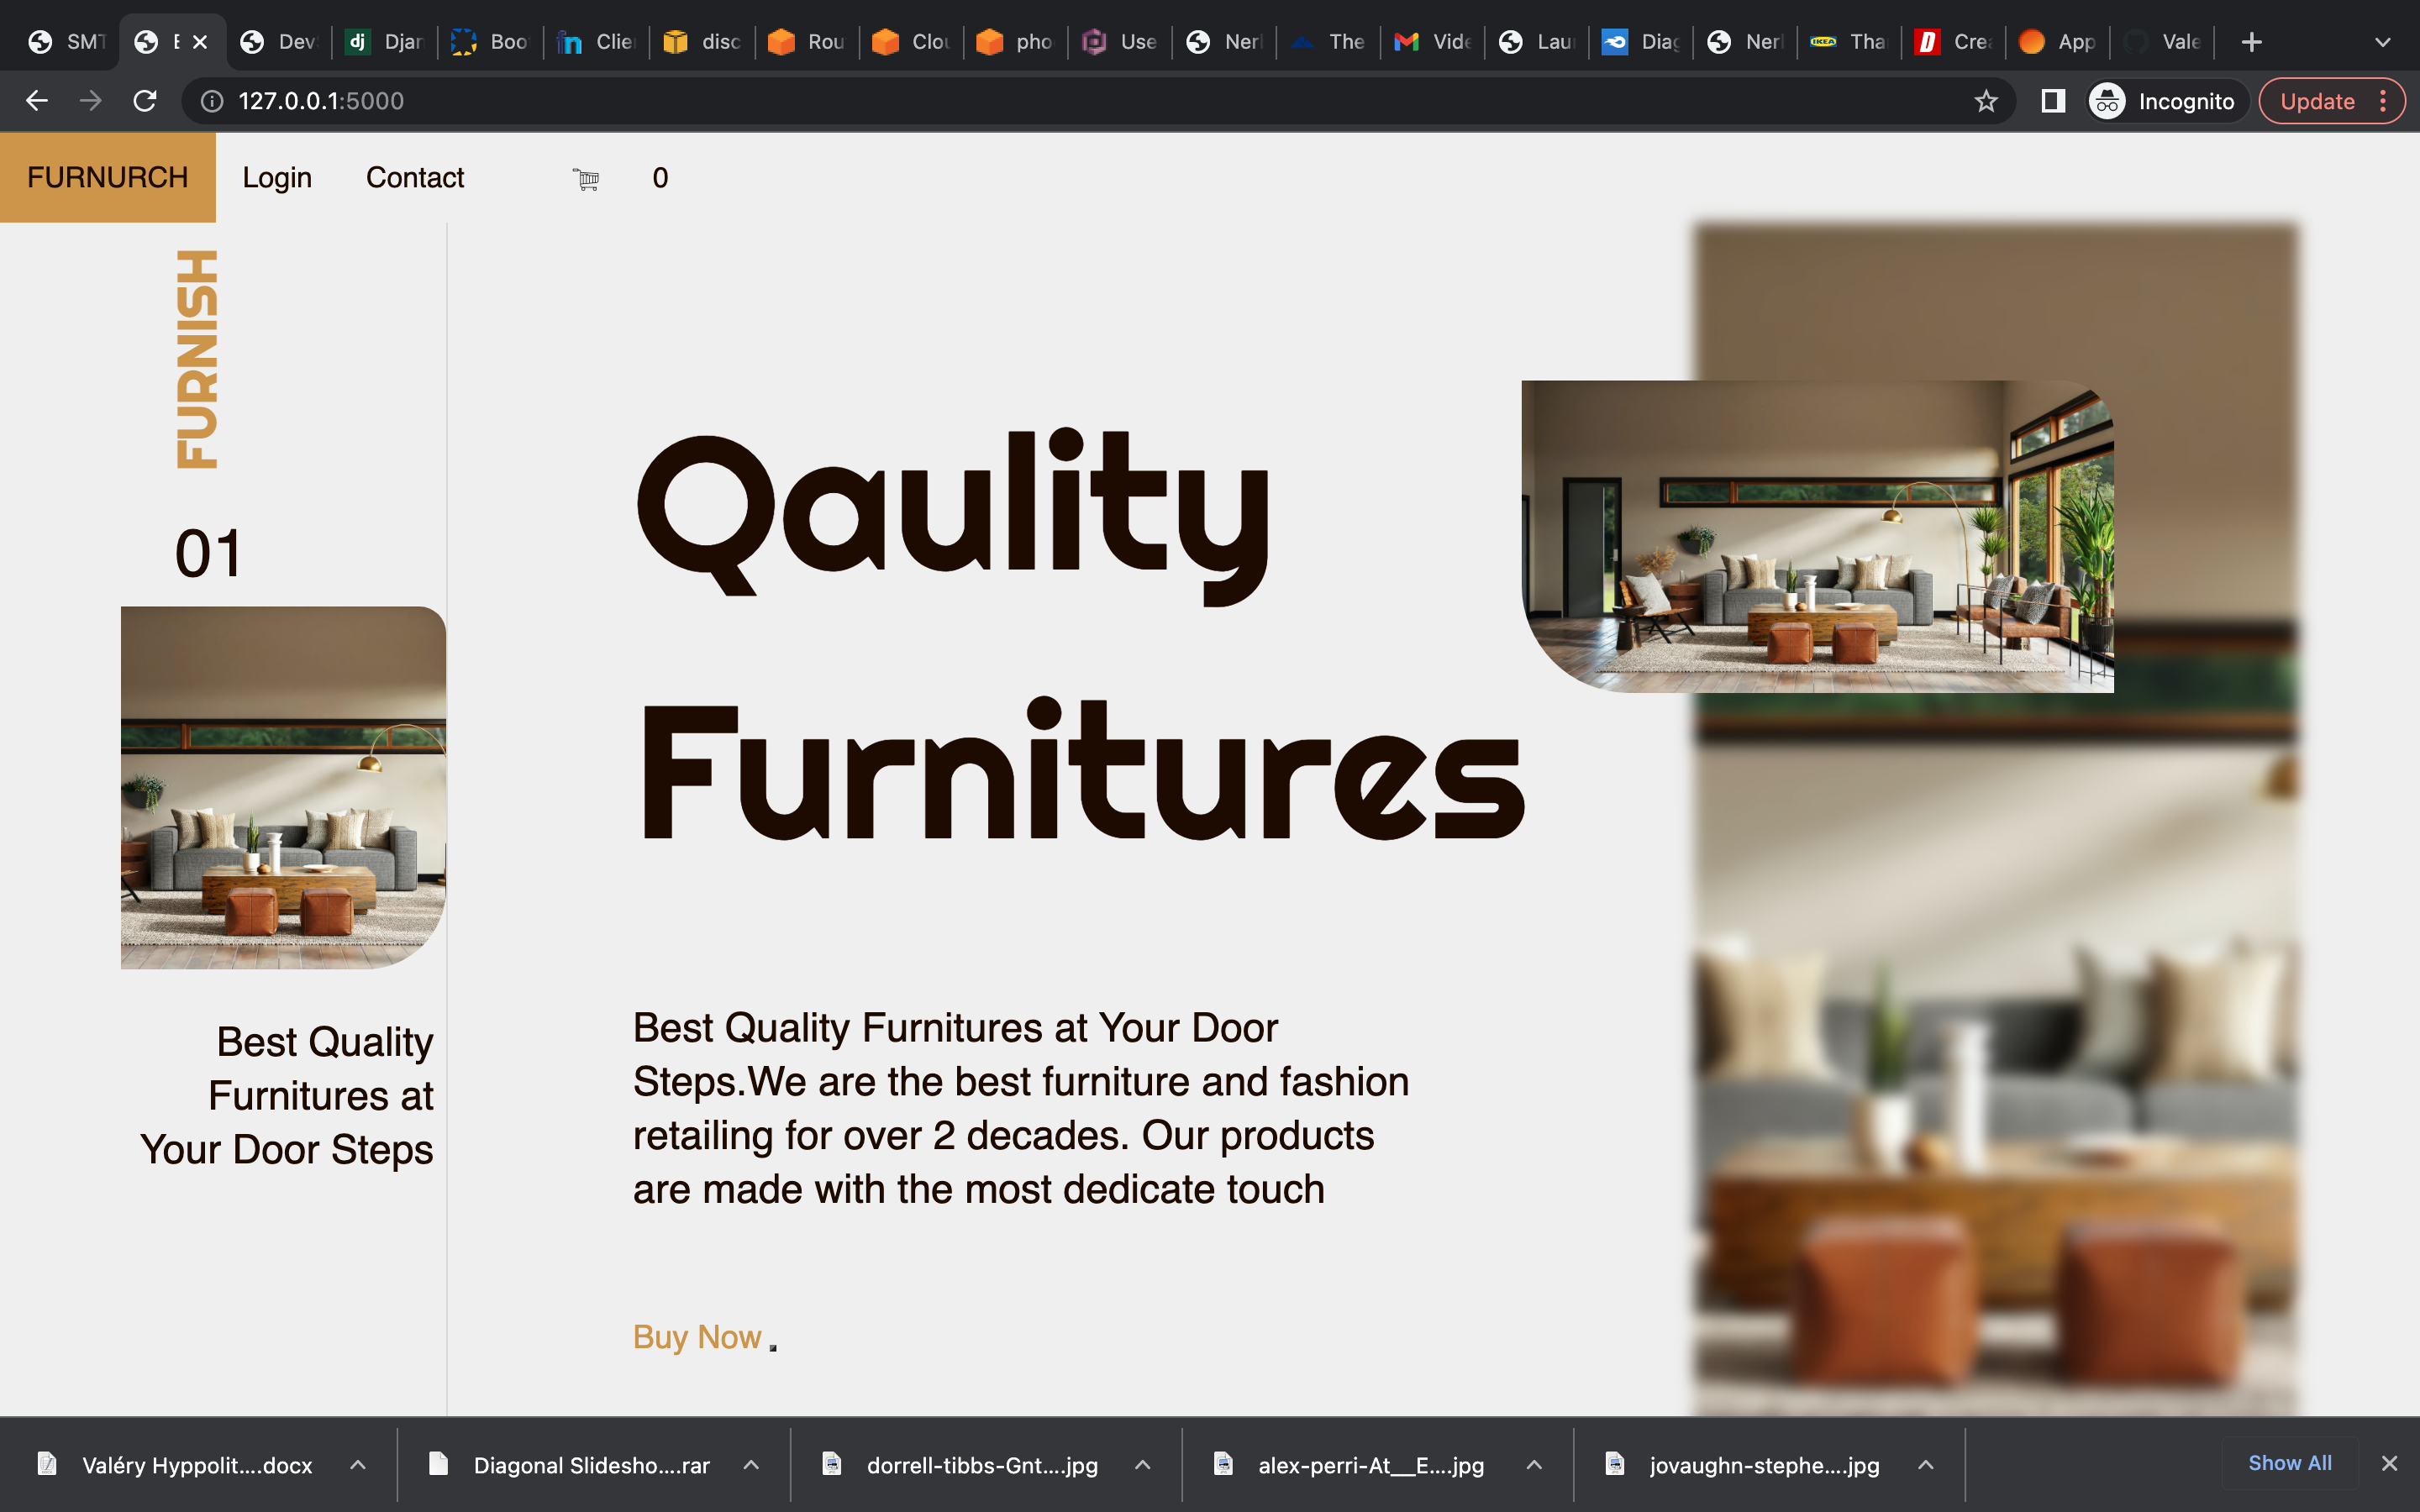 SMT
E
Dev
Djan
Boo
Clie
disc
Rou
Clou
pho
Use
Nerl
The
Vide
Lau
Diag
Nerl
IKEA
Tha
Crea
App
Vale
127.0.0.1:5000
Incognito
Update
FURNURCH
Login
Contact
0
FURNISH
01
Best Quality
Furnitures at
Your Door Steps
Qaulity
Furnitures
Best Quality Furnitures at Your Door
Steps.We are the best furniture and fashion
retailing for over 2 decades. Our products
are made with the most dedicate touch
Buy Now
Valéry Hyppolit....docx
Diagonal Slidesho....rar
dorrell-tibbs-Gnt....jpg
alex-perri-At__E....jpg
jovaughn-stephe....jpg
Show All